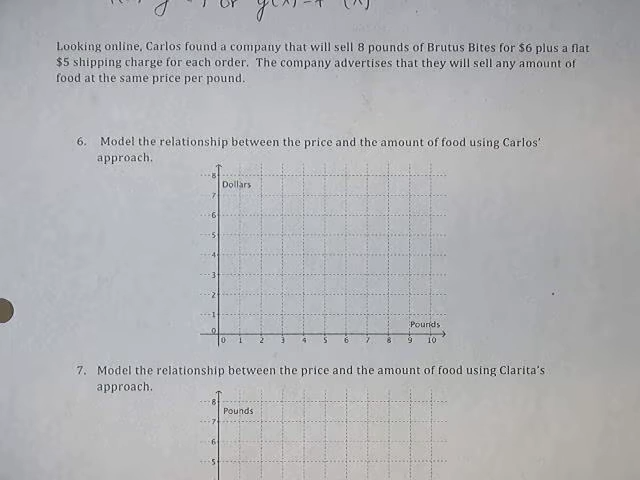 Looking online, Carlos found a company that will sell 8 pounds of Brutus Bites for $6 plus a flat
$5 shipping charge for each order. The company advertises that they will sell any amount of
food at the same price per pound.
6. Model the relationship between the price and the amount of food using Carlos'
approach.
8
Dollars
7
6
5
4
3
2
1
Pounds
0
0 1 2 3 4 5 6 7 8 9 10
7. Model the relationship between the price and the amount of food using Clarita's
approach.
8
Pounds
7
6
5